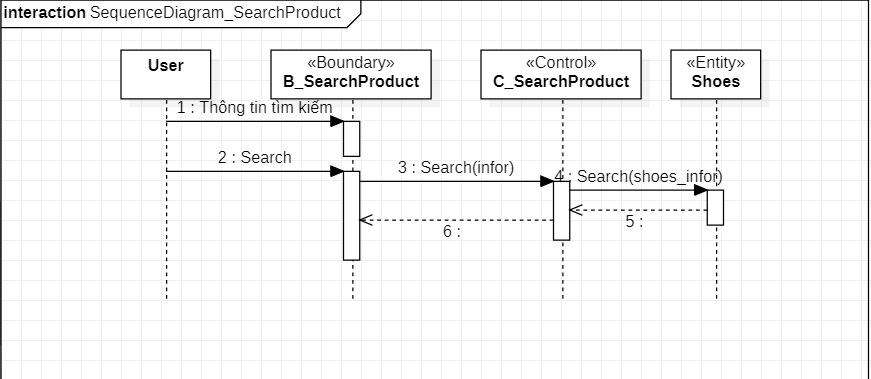 interaction SequenceDiagram_SearchProduct
User
«Boundary»
B_SearchProduct
«Control»
C_SearchProduct
«Entity»
Shoes
1 : Thông tin tìm kiếm
2 : Search
3 : Search(infor)
4 : Search(shoes_infor)
5 :
6 :